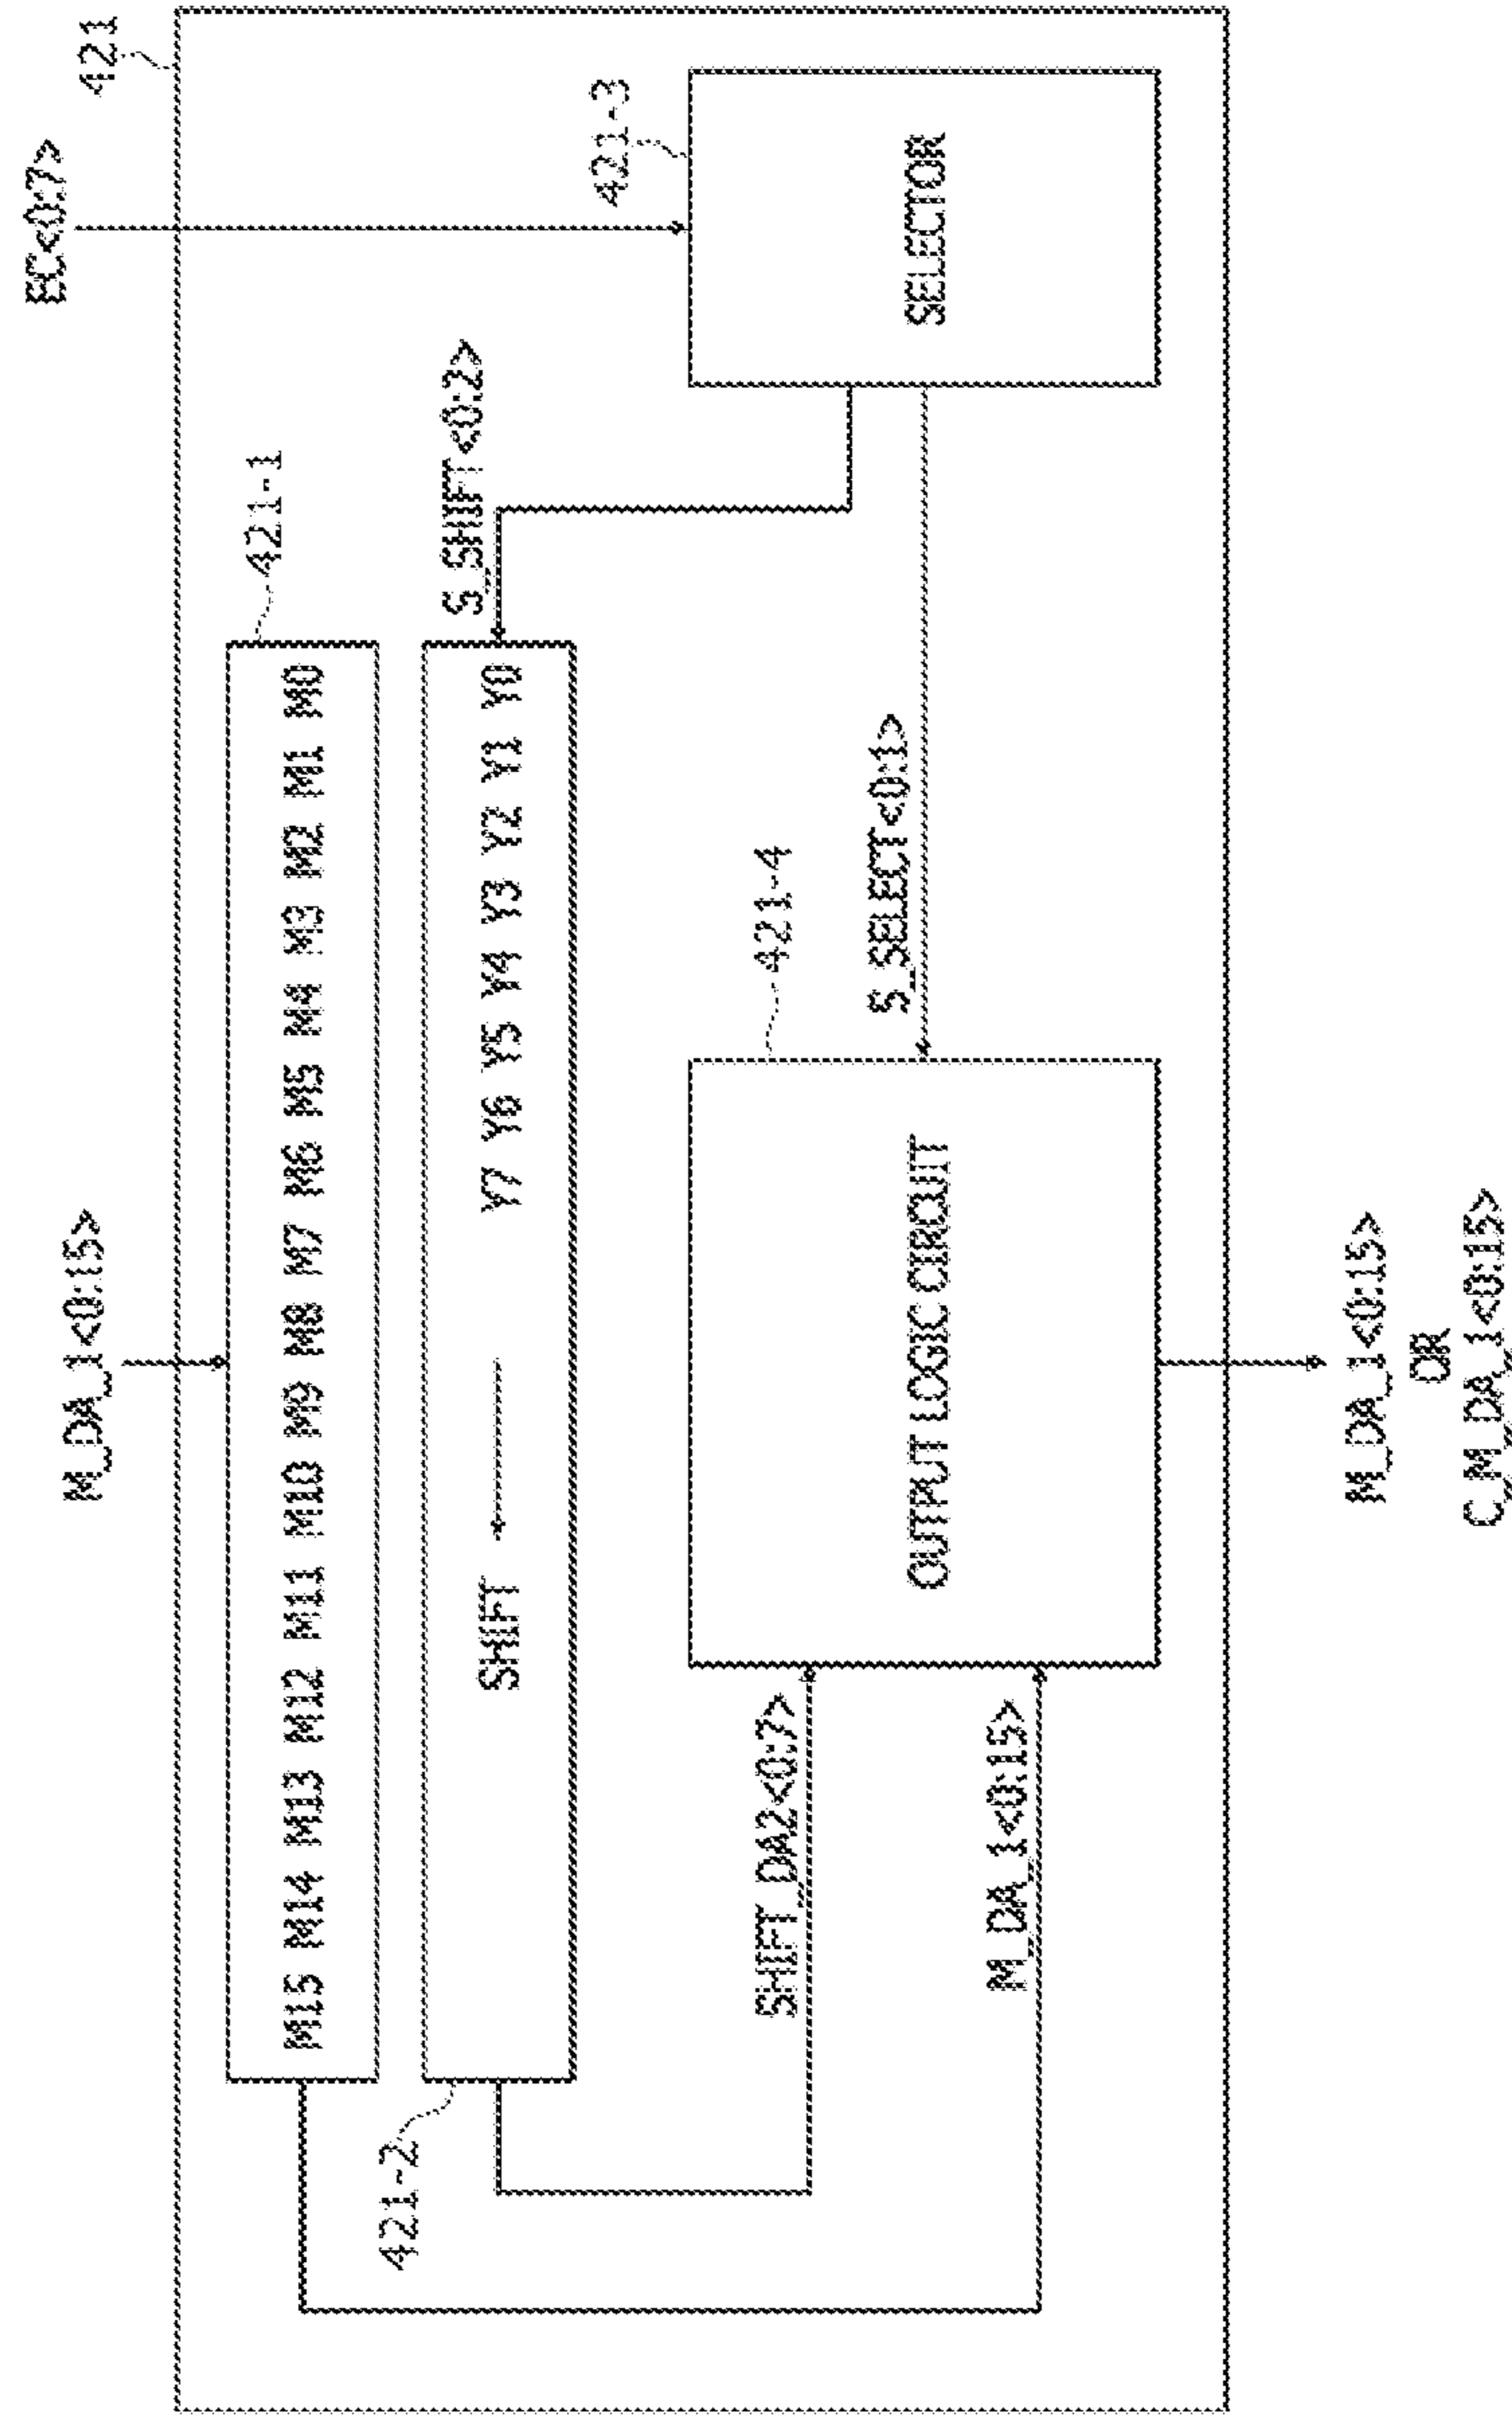 M_DA_1<0:15>
EC<0:7>
421
421-1
M15 M14 M13 M12 M11 M10 M9 M8 M7 M6 M5 M4 M3 M2 M1 M0
421-2
SHIFT
Y7 Y6 Y5 Y4 Y3 Y2 Y1 Y0
S_SHIFT<0:2>
421-3
SELECTOR
SHIFT_DA2<0:7>
421-4
OUTPUT LOGIC CIRCUIT
S_SELECT<0:1>
M_DA_1<0:15>
M_DA_1<0:15>
OR
C_M_DA_1<0:15>